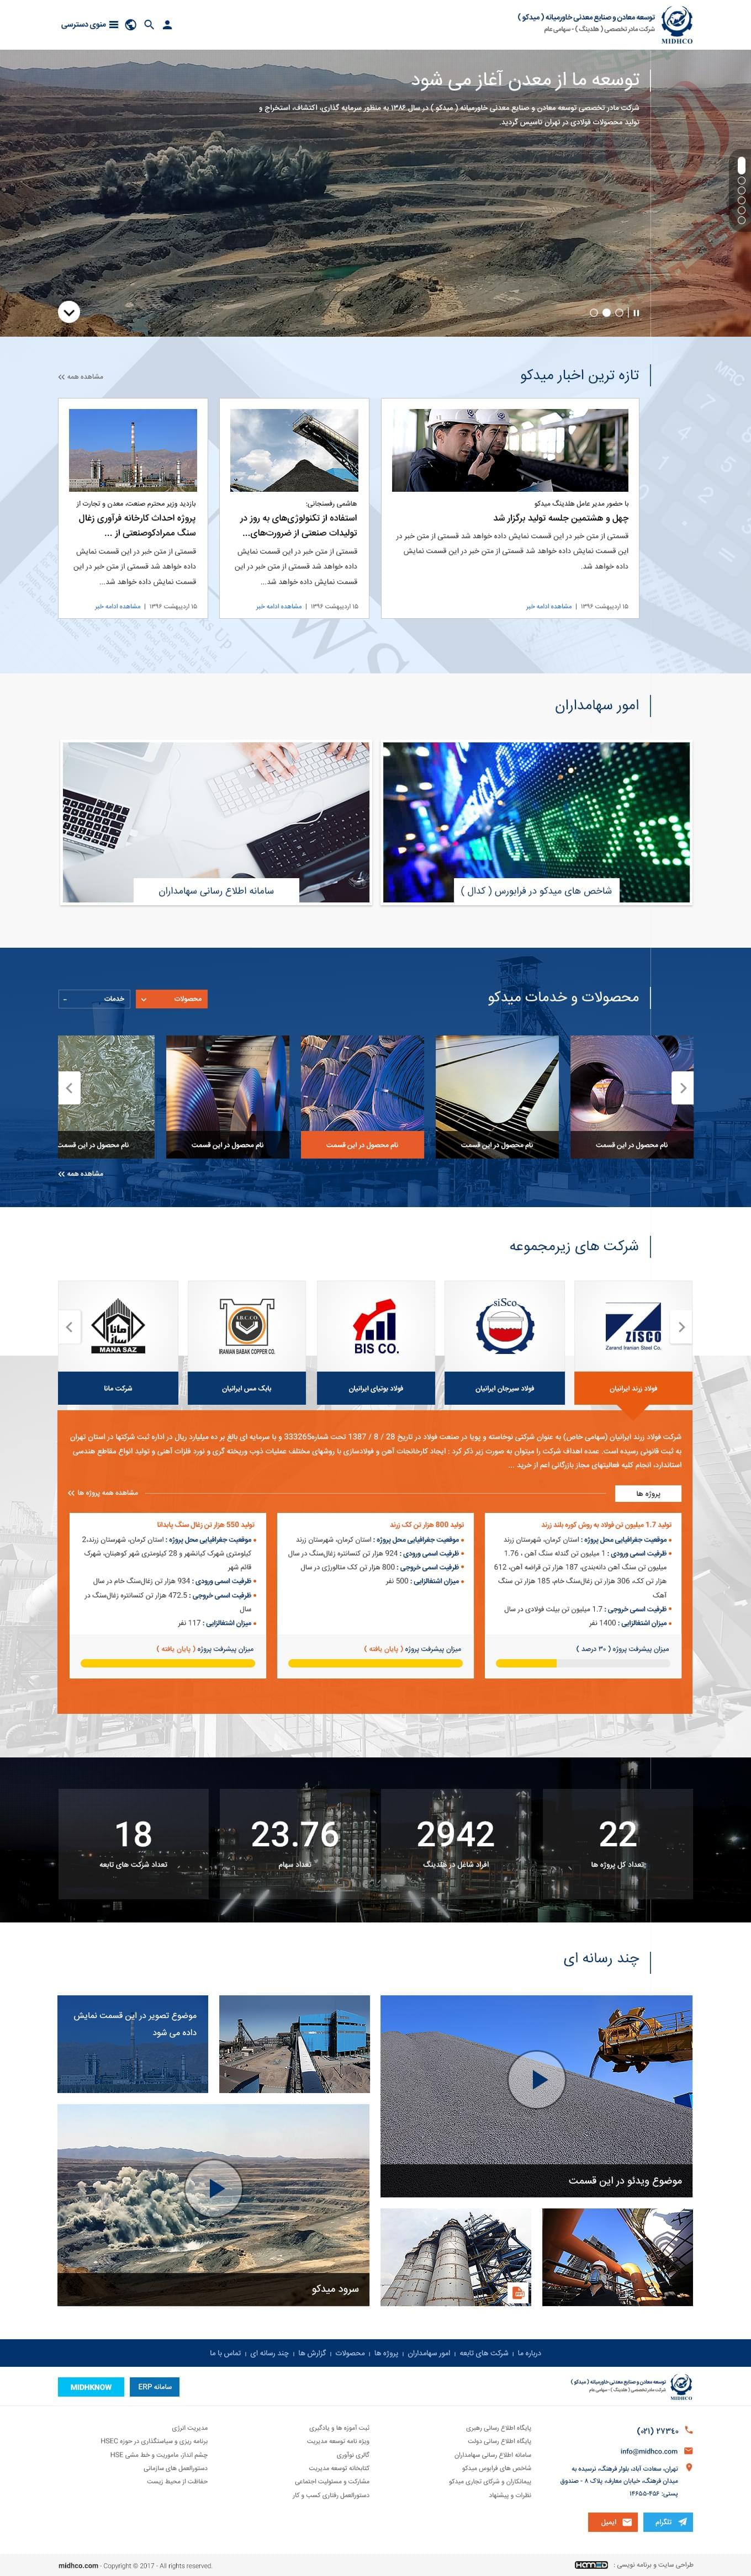 توسعه معادن و صنایع معدنی خاورمیانه ( میدکو )
شرکت مادر تخصصی ( هلدینگ ) - سهامی عام
MIDHCO
منوی دسترسی
توسعه ما از معدن آغاز می شود
شرکت مادر تخصصی توسعه معادن و صنایع معدنی خاورمیانه ( میدکو ) در سال ۱۳۸۶ به منظور سرمایه گذاری، اکتشاف، استخراج و
تولید محصولات فولادی در تهران تاسیس گردید.
تازه ترین اخبار میدکو
مشاهده همه
با حضور مدیر عامل هلدینگ میدکو
چهل و هشتمین جلسه تولید برگزار شد
قسمتی از متن خبر در این قسمت نمایش داده خواهد شد قسمتی از متن خبر در
این قسمت نمایش داده خواهد شد قسمتی از متن خبر در این قسمت نمایش
داده خواهد شد.
۱۵ اردیبهشت ۱۳۹۶ | مشاهده ادامه خبر
هاشمی رفسنجانی:
استفاده از تکنولوژی‌های به روز در
تولیدات صنعتی از ضرورت‌های...
قسمتی از متن خبر در این قسمت نمایش
داده خواهد شد قسمتی از متن خبر در این
قسمت نمایش داده خواهد شد...
۱۵ اردیبهشت ۱۳۹۶ | مشاهده ادامه خبر
بازدید وزیر محترم صنعت، معدن و تجارت از
پروژه احداث کارخانه فرآوری زغال
سنگ ممرادکوصنعتی از ...
قسمتی از متن خبر در این قسمت نمایش
داده خواهد شد قسمتی از متن خبر در این
قسمت نمایش داده خواهد شد...
۱۵ اردیبهشت ۱۳۹۶ | مشاهده ادامه خبر
امور سهامداران
شاخص های میدکو در فرابورس ( کدال )
سامانه اطلاع رسانی سهامداران
محصولات و خدمات میدکو
محصولات
خدمات
نام محصول در این قسمت
نام محصول در این قسمت
نام محصول در این قسمت
نام محصول در این قسمت
نام محصول در این قسمت
مشاهده همه
شرکت های زیرمجموعه
ZISCO
Zarand Iranian Steel Co.
siSco
BIS CO.
I.B.C.CO
IRANIAN BABAK COPPER CO.
مانا
ساز
MANA SAZ
فولاد زرند ایرانیان
فولاد سیرجان ایرانیان
فولاد بوتیای ایرانیان
بابک مس ایرانیان
شرکت مانا
شرکت فولاد زرند ایرانیان (سهامی خاص) به عنوان شرکتی نوخاسته و پویا در صنعت فولاد در تاریخ 28 / 8 / 1387 تحت شماره333265 و با سرمایه ای بالغ بر ده میلیارد ریال در اداره ثبت شرکتها در استان تهران
به ثبت قانونی رسیده است. عمده اهداف شرکت را میتوان به صورت زیر ذکر کرد : ایجاد کارخانجات آهن و فولادسازی با روشهای مختلف عملیات ذوب وریخته گری و نورد فلزات آهنی و تولید انواع مقاطع هندسی
استاندارد، انجام کلیه فعالیتهای مجاز بازرگانی اعم از خرید ...
پروژه ها
مشاهده همه پروژه ها
تولید 1.7 میلیون تن فولاد به روش کوره بلند زرند
موقعیت جغرافیایی محل پروژه : استان کرمان، شهرستان زرند
ظرفیت اسمی ورودی : 1 میلیون تن گندله سنگ آهن ، 1.76
میلیون تن سنگ آهن دانه‌بندی، 187 هزار تن قراضه آهن، 612
هزار تن کک، 306 هزار تن زغال‌سنگ خام، 185 هزار تن سنگ
آهک
ظرفیت اسمی خروجی : 1.7 میلیون تن بیلت فولادی در سال
میزان اشتغالزایی : 1400 نفر
میزان پیشرفت پروژه ( ۳۰ درصد )
تولید 800 هزار تن کک زرند
موقعیت جغرافیایی محل پروژه : استان کرمان، شهرستان زرند
ظرفیت اسمی ورودی : 924 هزار تن کنسانتره زغال‌سنگ در سال
ظرفیت اسمی خروجی : 800 هزار تن کک متالورژی در سال
میزان اشتغالزایی : 500 نفر
میزان پیشرفت پروژه ( پایان یافته )
تولید 550 هزار تن زغال سنگ پابدانا
موقعیت جغرافیایی محل پروژه : استان کرمان، شهرستان زرند،2
کیلومتری شهرک کیانشهر و 28 کیلومتری شهر کوهبنان، شهرک
قائم شهر
ظرفیت اسمی ورودی : 934 هزار تن زغال‌سنگ خام در سال
ظرفیت اسمی خروجی : 472.5 هزار تن کنسانتره زغال‌سنگ در
سال
میزان اشتغالزایی : 117 نفر
میزان پیشرفت پروژه ( پایان یافته )
22
تعداد کل پروژه ها
2942
افراد شاغل در هلدینگ
23.76
تعداد سهام
18
تعداد شرکت های تابعه
چند رسانه ای
موضوع تصویر در این قسمت نمایش
داده می شود
موضوع ویدئو در این قسمت
سرود میدکو
درباره ما | شرکت های تابعه | امور سهامداران | پروژه ها | محصولات | گزارش ها | چند رسانه ای | تماس با ما
توسعه معادن و صنایع معدنی خاورمیانه ( میدکو )
شرکت مادر تخصصی ( هلدینگ ) - سهامی عام
MIDHCO
سامانه ERP
MIDHKNOW
(۰۲۱) ۲۷۶۴۰
info@midhco.com
تهران، سعادت آباد، بلوار فرهنگ، نرسیده به
میدان فرهنگ، خیابان معارف، پلاک ۸ - صندوق
پستی: ۴۵۶-۱۴۶۵۵
تلگرام
ایمیل
پایگاه اطلاع رسانی رهبری
پایگاه اطلاع رسانی دولت
سامانه اطلاع رسانی سهامداران
شاخص های فرابوس میدکو
پیمانکاران و شرکای تجاری میدکو
نظرات و پیشنهاد
ثبت آموزه ها و یادگیری
ویژه نامه توسعه مدیریت
گالری نوآوری
کتابخانه توسعه مدیریت
مشارکت و مسئولیت اجتماعی
دستورالعمل رفتاری کسب و کار
مدیریت انرژی
برنامه ریزی و سیاستگذاری در حوزه HSEC
چشم انداز، ماموریت و خط مشی HSE
دستورالعمل های سازمانی
حفاظت از محیط زیست
طراحی سایت و برنامه نویسی :
HAMED
midhco.com - Copyright © 2017 - All rights reserved.